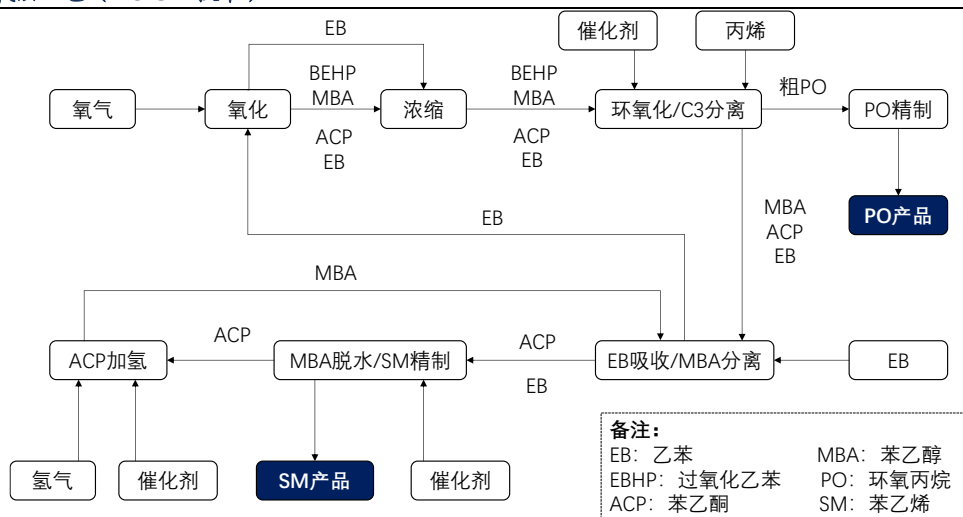 EB
催化剂
丙烯
BEHP
MBA
BEHP
MBA
粗PO
氧气
氧化
浓缩
环氧化/C3分离
PO精制
ACP
EB
ACP
EB
MBA
ACP
EB
PO产品
EB
MBA
ACP
ACP
EB
ACP加氢
MBA脱水/SM精制
EB吸收/MBA分离
EB
氢气
催化剂
SM产品
催化剂
备注：
EB：乙苯 MBA：苯乙醇
EBHP：过氧化乙苯 PO：环氧丙烷
ACP：苯乙酮 SM：苯乙烯